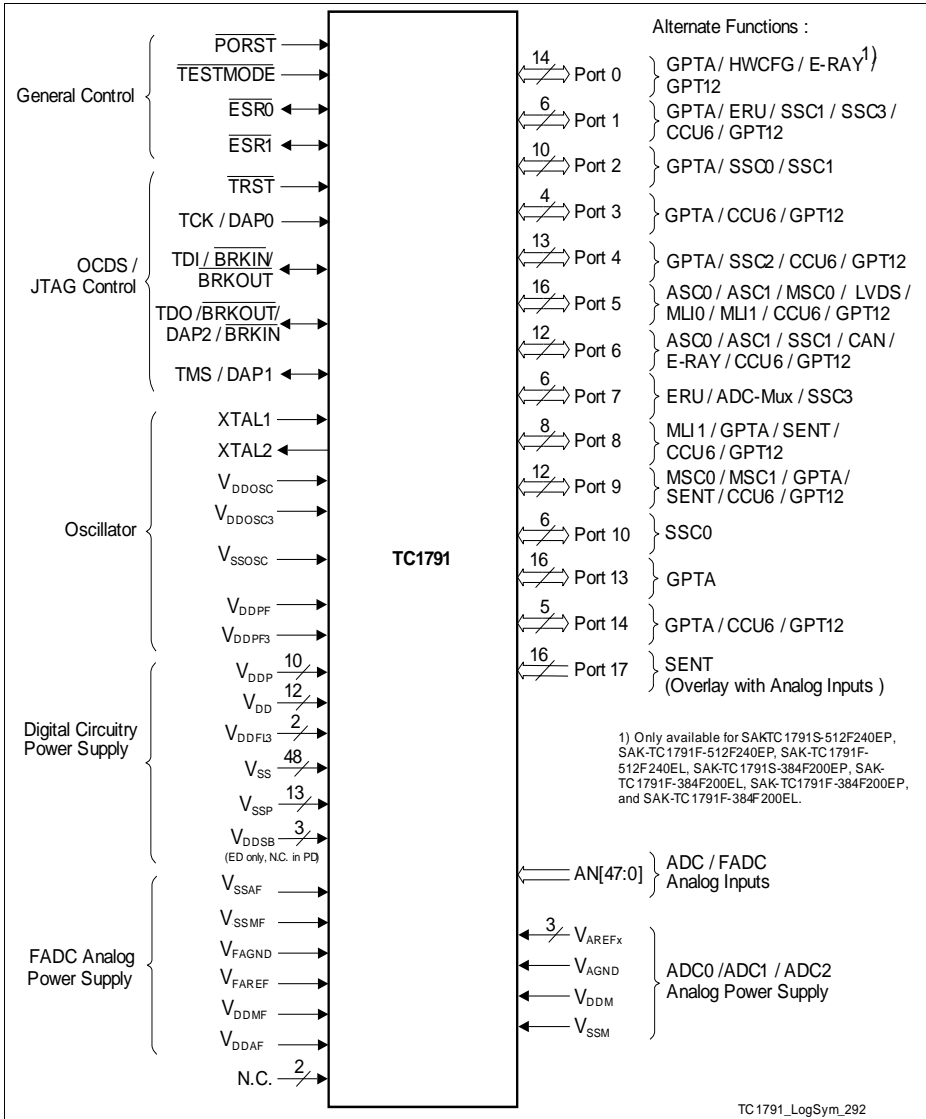 General Control
PORST
TESTMODE
ESR0
ESR1
OCDS /
JTAG Control
TRST
TCK / DAP0
TDI / BRKIN/
BRKOUT
TDO /BRKOUT/
DAP2 / BRKIN
TMS / DAP1
Oscillator
XTAL1
XTAL2
VDDOSC
VDDOSC3
VSSOSC
VDDPF
VDDPF3
Digital Circuitry
Power Supply
VDDP 10
VDD 12
VDDFL3 2
VSS 48
VSSP 13
VDDSB 3
(ED only, N.C. in PD)
FADC Analog
Power Supply
VSSAF
VSSMF
VFAGND
VFAREF
VDDMF
VDDAF
N.C. 2
TC1791
Alternate Functions :
14 Port 0 GPTA / HWCFG / E-RAY1) /
GPT12
6 Port 1 GPTA / ERU / SSC1 / SSC3 /
CCU6 / GPT12
10 Port 2 GPTA / SSC0 / SSC1
4 Port 3 GPTA / CCU6 / GPT12
13 Port 4 GPTA / SSC2 / CCU6 / GPT12
16 Port 5 ASC0 / ASC1 / MSC0 / LVDS /
MLI0 / MLI1 / CCU6 / GPT12
12 Port 6 ASC0 / ASC1 / SSC1 / CAN /
E-RAY / CCU6 / GPT12
6 Port 7 ERU / ADC-Mux / SSC3
8 Port 8 MLI1 / GPTA / SENT /
CCU6 / GPT12
12 Port 9 MSC0 / MSC1 / GPTA /
SENT / CCU6 / GPT12
6 Port 10 SSC0
16 Port 13 GPTA
5 Port 14 GPTA / CCU6 / GPT12
16 Port 17 SENT
(Overlay with Analog Inputs )
1) Only available for SAKTC1791S-512F240EP,
SAK-TC1791F-512F240EP, SAK-TC1791F-
512F240EL, SAK-TC1791S-384F200EP, SAK-
TC1791F-384F200EL, SAK-TC1791F-384F200EP,
and SAK-TC1791F-384F200EL.
AN[47:0] ADC / FADC
Analog Inputs
3 VAREFx
VAGND
VDDM
VSSM
ADC0 /ADC1 / ADC2
Analog Power Supply
TC1791_LogSym_292